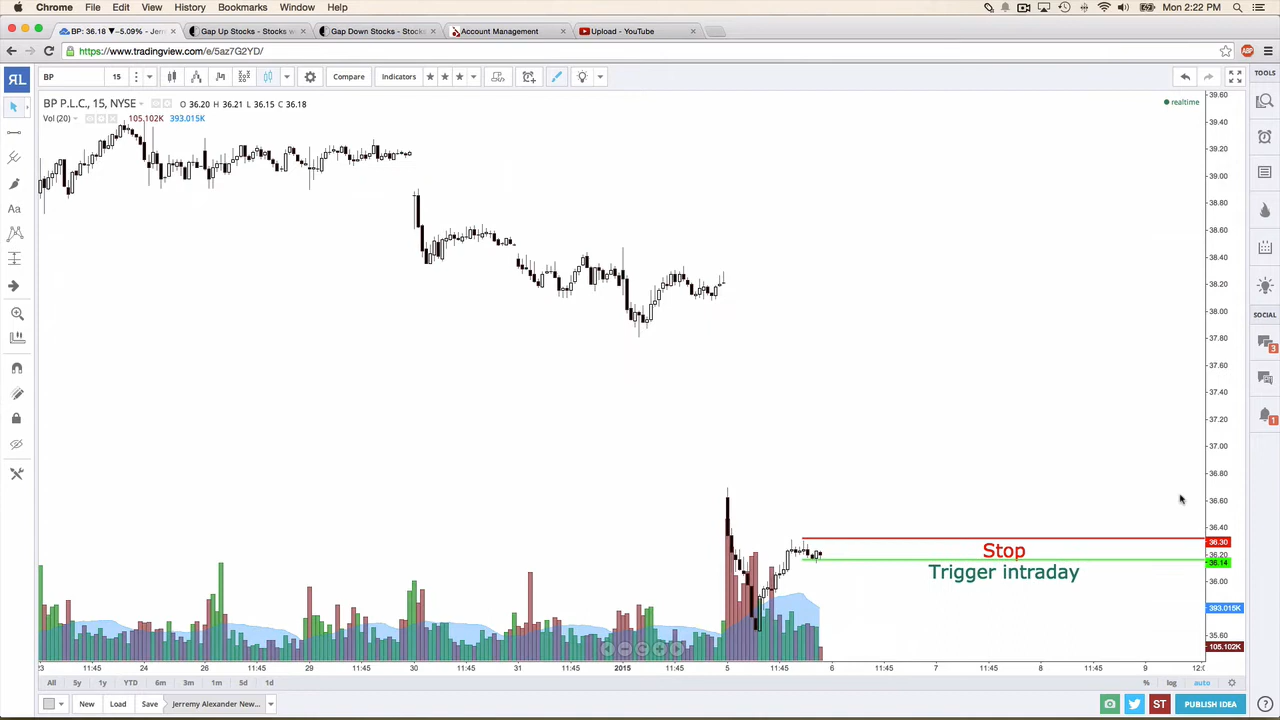 Chrome File Edit View History Bookmarks Window Help Mon 2:22 PM
BP: 36.18 ▼-5.09% - Jerr Gap Up Stocks - Stocks w Gap Down Stocks - Stocks Account Management Upload - YouTube
https://www.tradingview.com/e/5az7G2YD/
BP 15 Compare Indicators TOOLS
BP P.L.C., 15, NYSE O 36.20 H 36.21 L 36.15 C 36.18 realtime
Vol (20) 105.102K 393.015K
39.60
39.40
39.20
39.00
38.80
38.60
38.40
38.20
38.00
37.80
37.60
37.40
37.20
37.00
36.80
36.60
36.40
36.30
36.20
36.14
36.00
393.015K
35.60
105.102K
Aa
SOCIAL
3
1
Stop
Trigger intraday
23 11:45 24 11:45 26 11:45 29 11:45 30 11:45 31 11:45 2015 11:45 5 11:45 6 11:45 7 11:45 8 11:45 9 12:0
All 5y 1y YTD 6m 3m 1m 5d 1d % log auto
New Load Save Jerremy Alexander New... ST PUBLISH IDEA